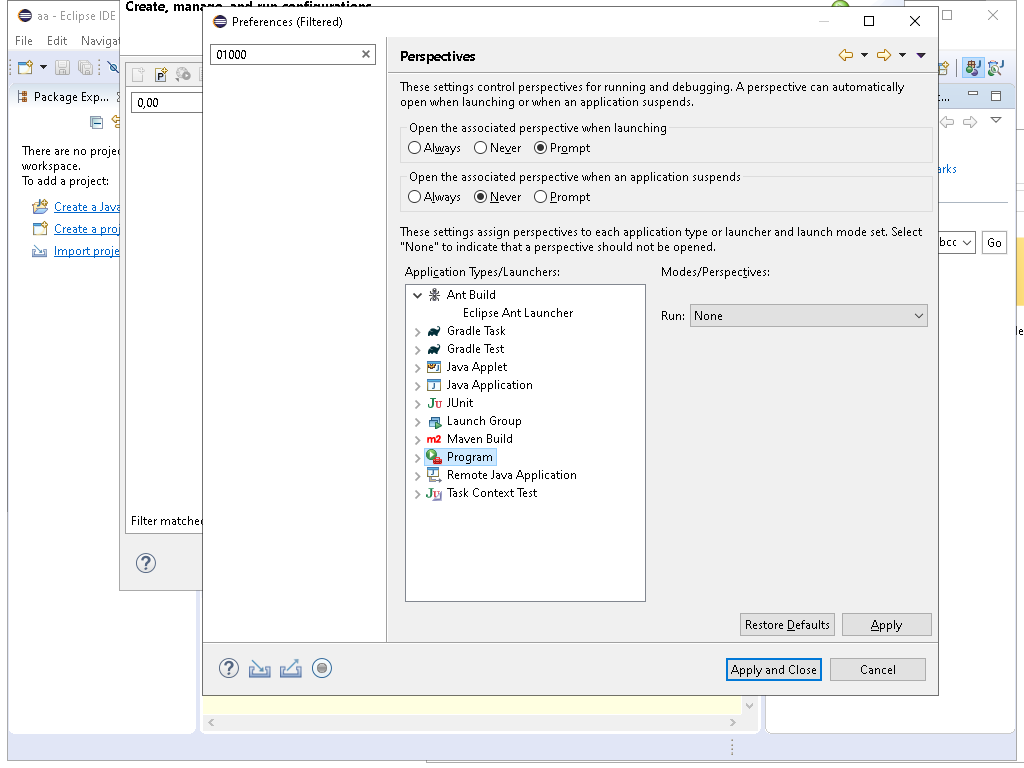 Create, manage, and run configurations
aa - Eclipse IDE
Preferences (Filtered)
File Edit Navigat
01000
Perspectives
Package Exp...
0,00
These settings control perspectives for running and debugging. A perspective can automatically
open when launching or when an application suspends.
Open the associated perspective when launching
Always Never Prompt
There are no projec
workspace.
To add a project:
Open the associated perspective when an application suspends
Always Never Prompt
Create a Java
Create a proj
Import proje
These settings assign perspectives to each application type or launcher and launch mode set. Select
"None" to indicate that a perspective should not be opened.
arks
Go
Application Types/Launchers:
Modes/Perspectives:
Ant Build
Eclipse Ant Launcher
Run: None
Gradle Task
Gradle Test
Java Applet
Java Application
Ju JUnit
Launch Group
m2 Maven Build
Program
Remote Java Application
Ju Task Context Test
Filter matched
Restore Defaults
Apply
Apply and Close
Cancel